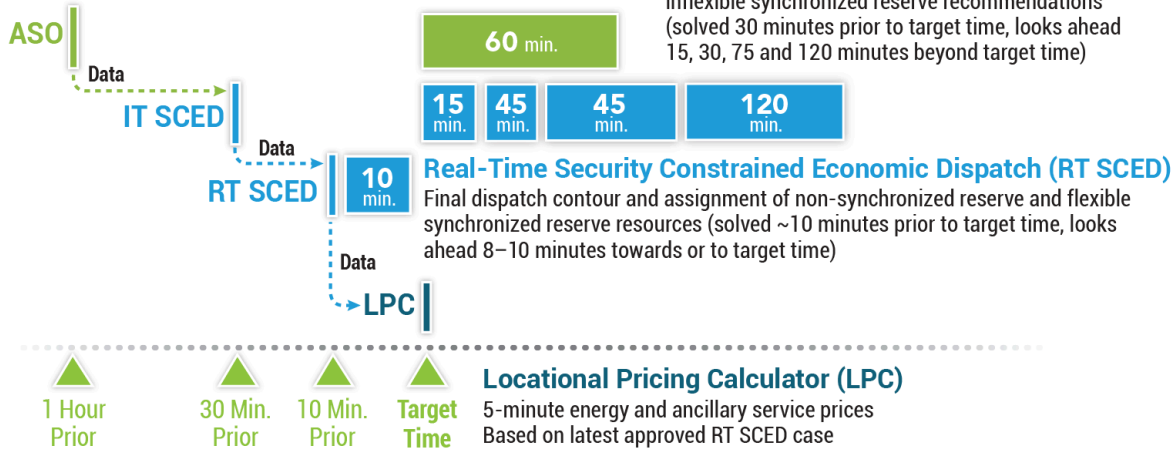 inflexible synchronized reserve recommendations
ASO
60 min.
(solved 30 minutes prior to target time, looks ahead
15, 30, 75 and 120 minutes beyond target time)
Data
IT SCED
15 min.
45 min.
45 min.
120 min.
Data
RT SCED
10 min.
Real-Time Security Constrained Economic Dispatch (RT SCED)
Final dispatch contour and assignment of non-synchronized reserve and flexible
synchronized reserve resources (solved ~10 minutes prior to target time, looks
ahead 8–10 minutes towards or to target time)
Data
LPC
1 Hour
Prior
30 Min.
Prior
10 Min.
Prior
Target
Time
Locational Pricing Calculator (LPC)
5-minute energy and ancillary service prices
Based on latest approved RT SCED case